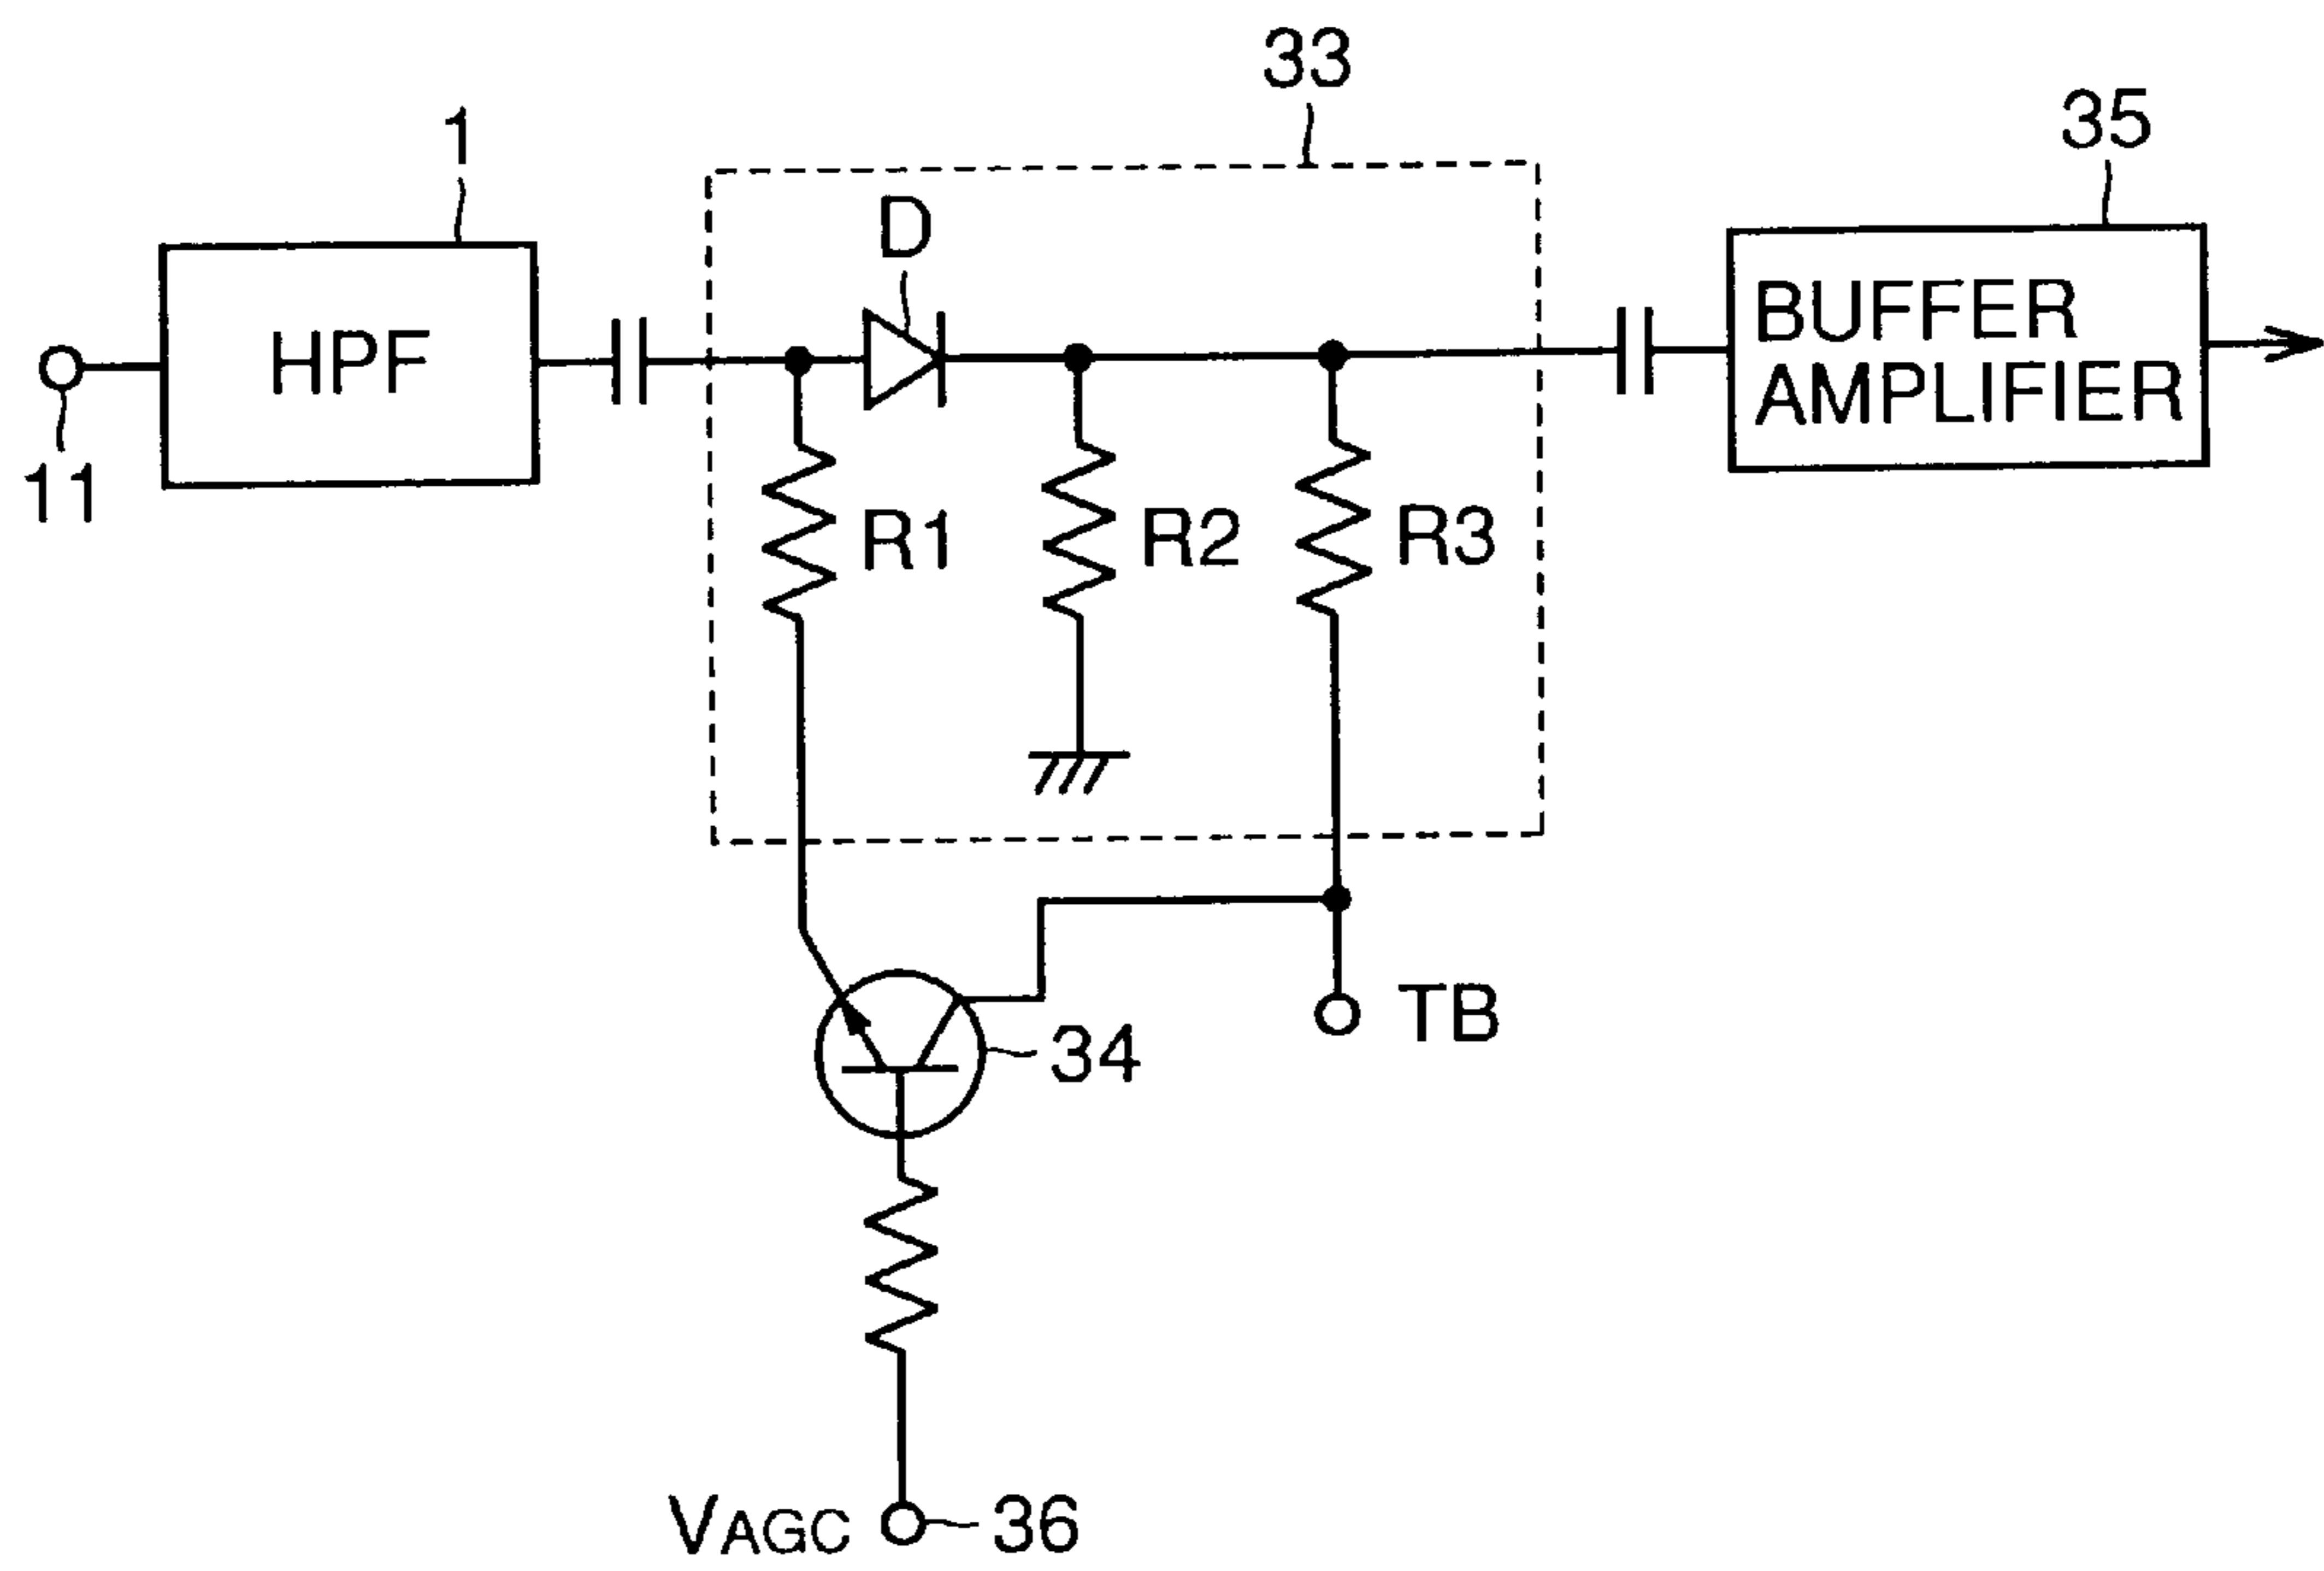 33
1
35
D
HPF
BUFFER
AMPLIFIER
11
R1
R2
R3
TB
34
VAGC
36